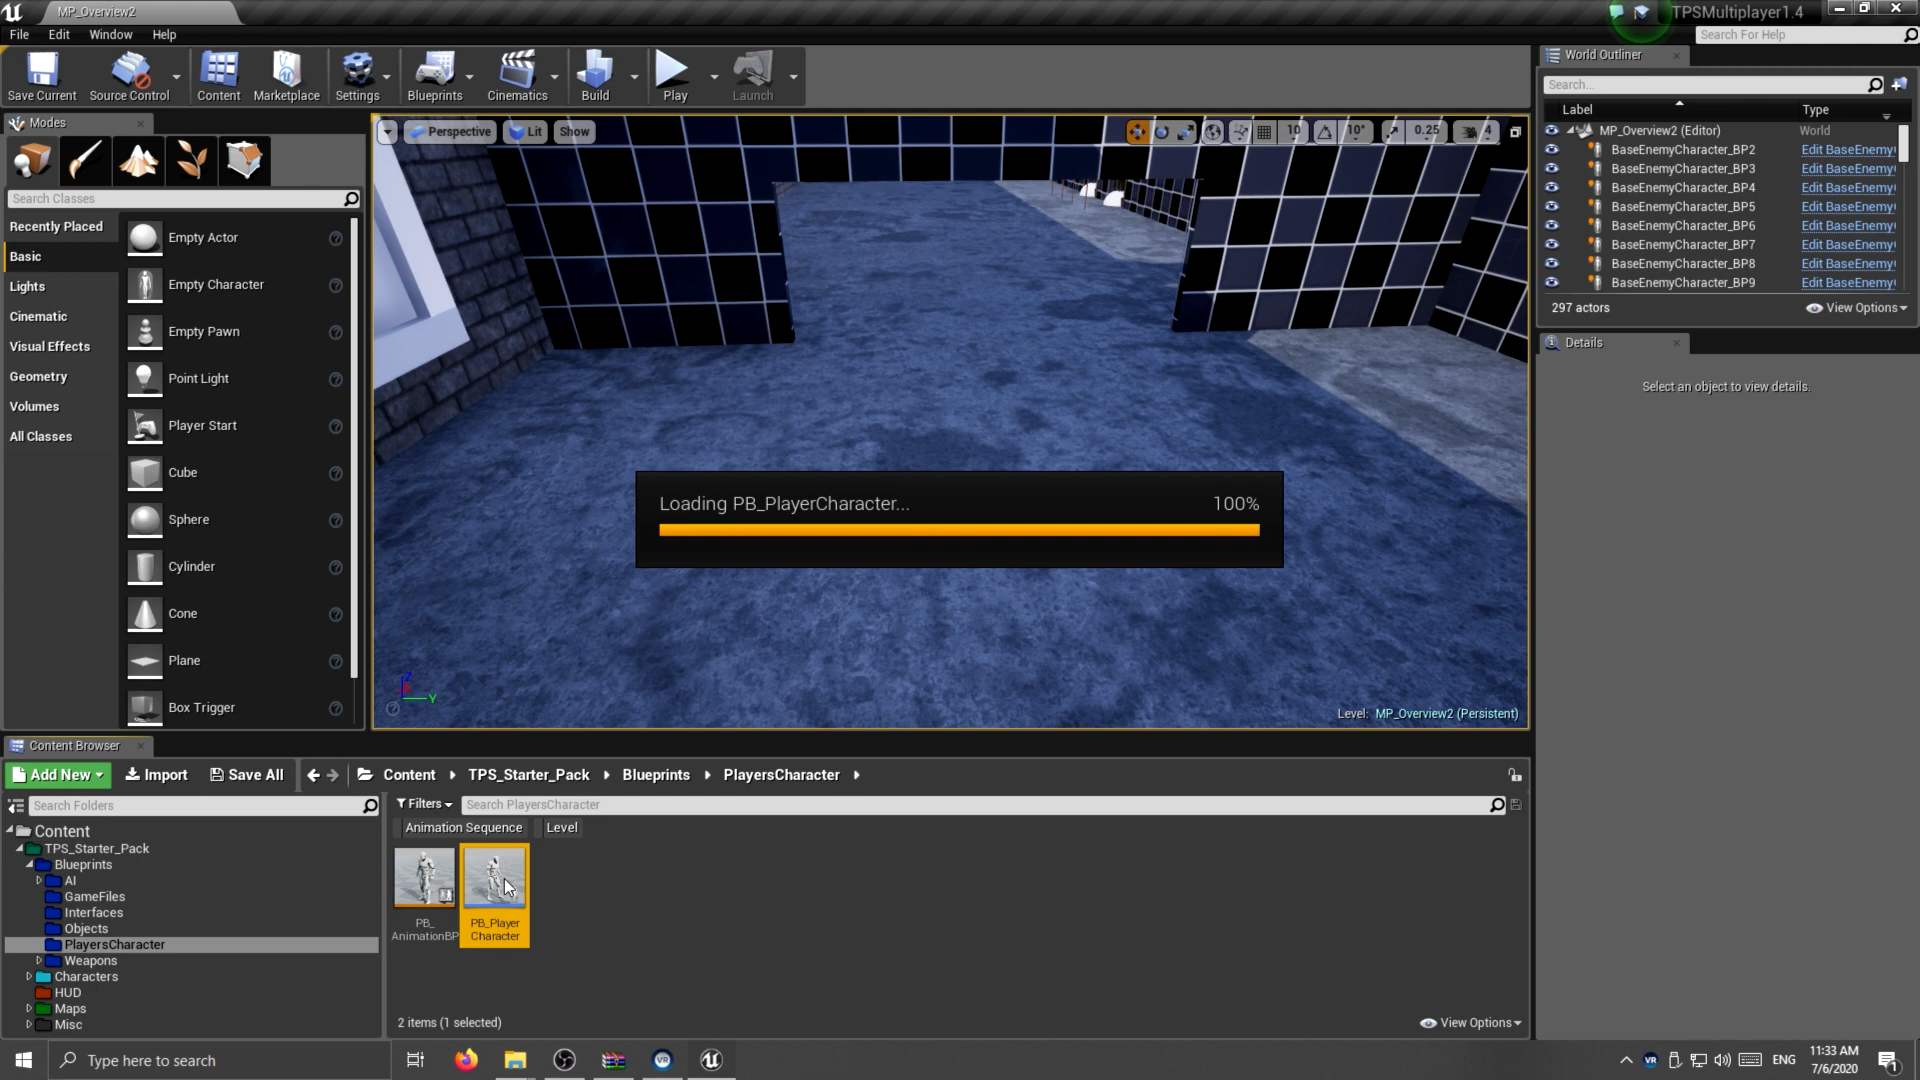 MP_Overview2
TPSMultiplayer1.4
File Edit Window Help
Search For Help
Save Current Source Control Content Marketplace Settings Blueprints Cinematics Build Play Launch
World Outliner
Search...
Label Type
MP_Overview2 (Editor) World
BaseEnemyCharacter_BP2 Edit BaseEnemy
BaseEnemyCharacter_BP3 Edit BaseEnemy
BaseEnemyCharacter_BP4 Edit BaseEnemy
BaseEnemyCharacter_BP5 Edit BaseEnemy
BaseEnemyCharacter_BP6 Edit BaseEnemy
BaseEnemyCharacter_BP7 Edit BaseEnemy
BaseEnemyCharacter_BP8 Edit BaseEnemy
BaseEnemyCharacter_BP9 Edit BaseEnemy
297 actors View Options
Details
Select an object to view details.
Modes
Search Classes
Recently Placed
Basic
Lights
Cinematic
Visual Effects
Geometry
Volumes
All Classes
Empty Actor
Empty Character
Empty Pawn
Point Light
Player Start
Cube
Sphere
Cylinder
Cone
Plane
Box Trigger
Perspective Lit Show
10 10° 0.25 4
Loading PB_PlayerCharacter... 100%
Z
Y
Level: MP_Overview2 (Persistent)
Content Browser
Add New Import Save All Content TPS_Starter_Pack Blueprints PlayersCharacter
Search Folders
Filters Search PlayersCharacter
Animation Sequence Level
Content
TPS_Starter_Pack
Blueprints
AI
GameFiles
Interfaces
Objects
PlayersCharacter
Weapons
Characters
HUD
Maps
Misc
PB_
AnimationBP
PB_Player
Character
2 items (1 selected) View Options
Type here to search
VR
VR
ENG
11:33 AM
7/6/2020
1